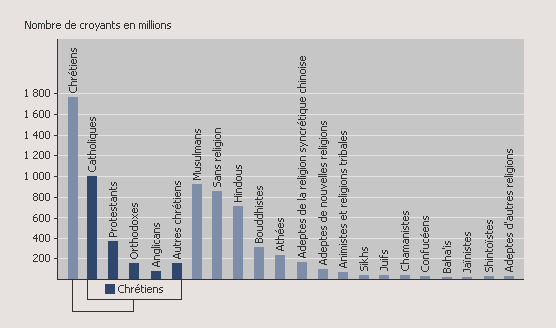 Nombre de croyants en millions
1 800
1 600
1 400
1 200
1 000
800
600
400
200
Chrétiens
Catholiques
Protestants
Orthodoxes
Anglicans
Autres chrétiens
Musulmans
Sans religion
Hindous
Bouddhistes
Athées
Adeptes de la religion syncrétique chinoise
Adeptes de nouvelles religions
Animistes et religions tribales
Sikhs
Juifs
Chamanistes
Confucéens
Baha'is
Jaïnistes
Shintoïstes
Adeptes d'autres religions
Chrétiens